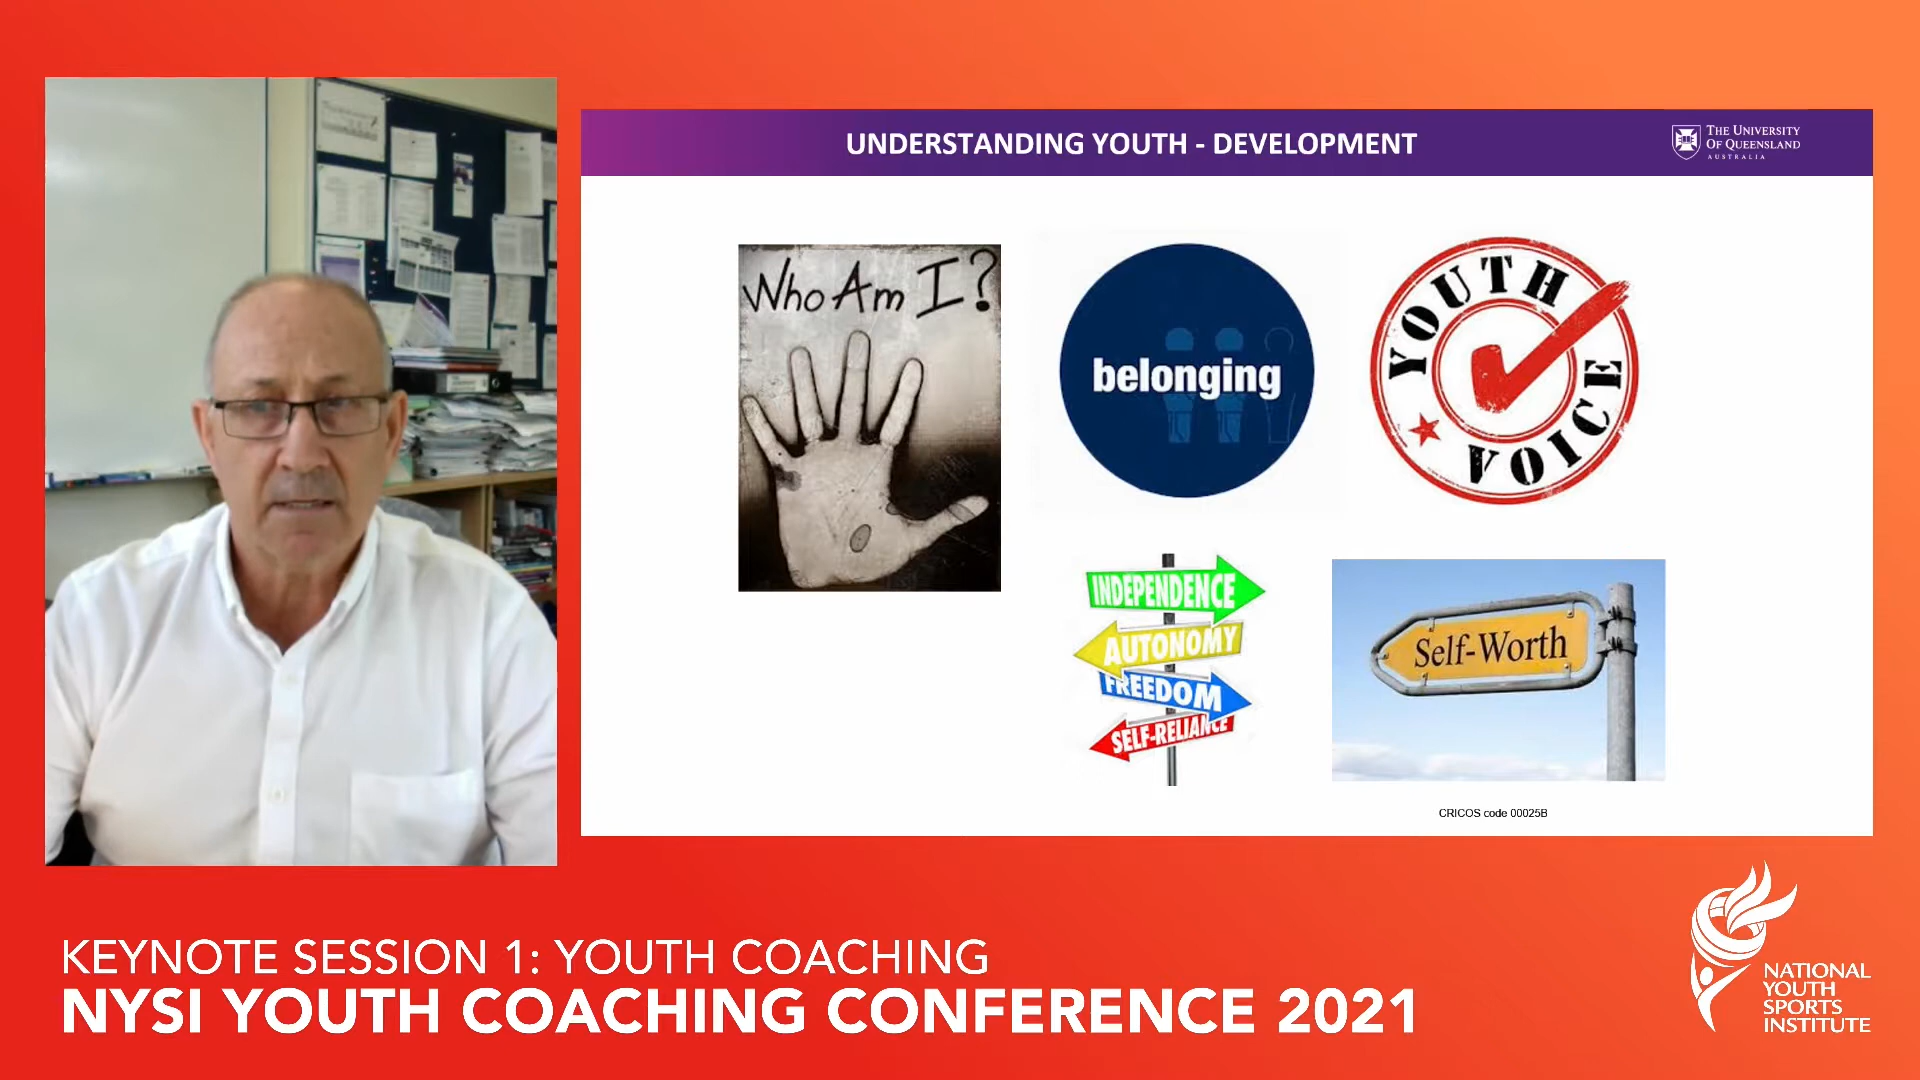 UNDERSTANDING YOUTH - DEVELOPMENT
THE UNIVERSITY
OF QUEENSLAND
AUSTRALIA
Who Am I?
belonging
YOUTH
VOICE
INDEPENDENCE
AUTONOMY
FREEDOM
SELF-RELIANCE
Self-Worth
CRICOS code 00025B
KEYNOTE SESSION 1: YOUTH COACHING
NYSI YOUTH COACHING CONFERENCE 2021
NATIONAL
YOUTH
SPORTS
INSTITUTE